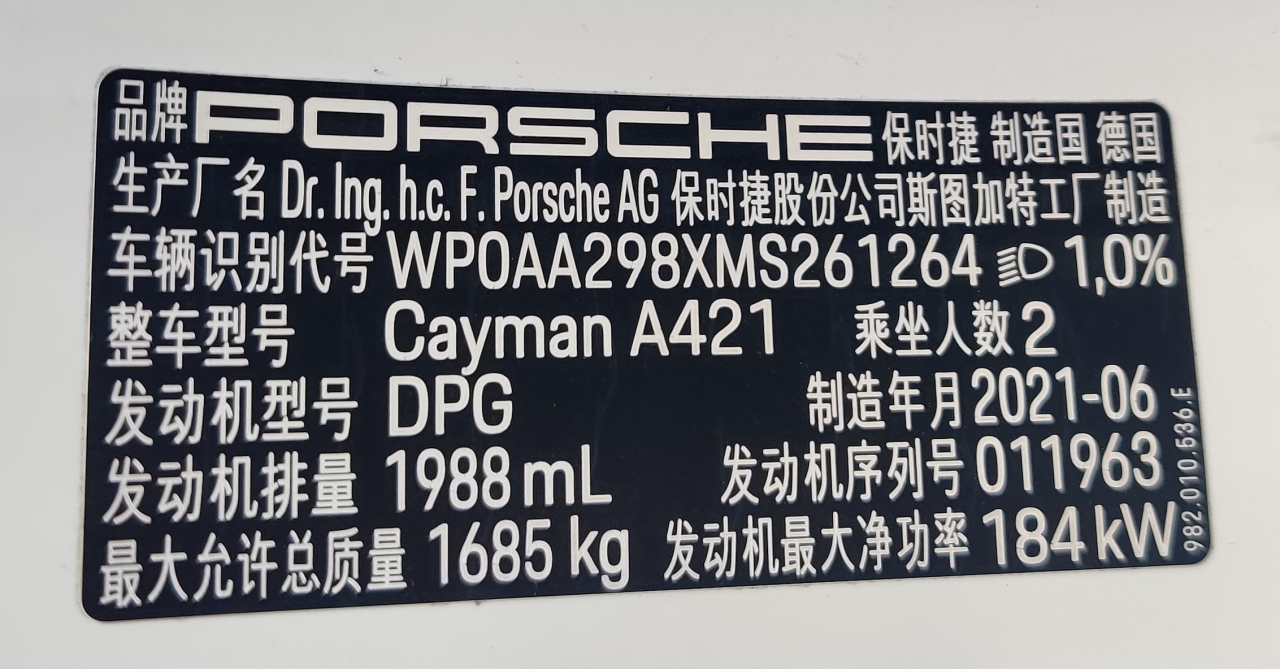 品牌 PORSCHE 保时捷 制造国 德国
生产厂名 Dr. Ing. h.c. F. Porsche AG 保时捷股份公司斯图加特工厂制造
车辆识别代号 WP0AA298XMS261264 1,0%
整车型号 Cayman A421 乘坐人数 2
发动机型号 DPG 制造年月 2021-06
发动机排量 1988 mL 发动机序列号 011963
最大允许总质量 1685 kg 发动机最大净功率 184 kW
982.010.536.E